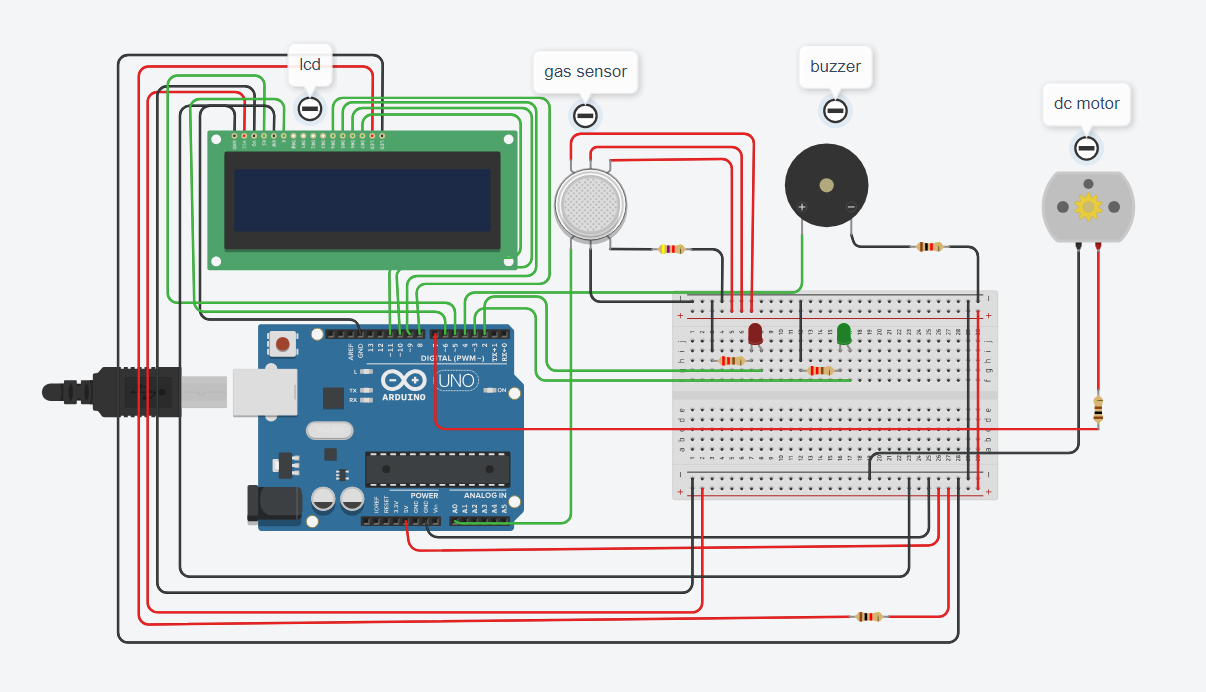 lcd
gas sensor
buzzer
dc motor
AREF
GND
13
12
~11
~10
~9
8
7
~6
~5
4
~3
2
TX→1
RX←0
DIGITAL (PWM~)
L
TX
RX
ARDUINO
UNO
ON
POWER
ANALOG IN
IOREF
RESET
3.3V
5V
GND
GND
Vin
A0
A1
A2
A3
A4
A5